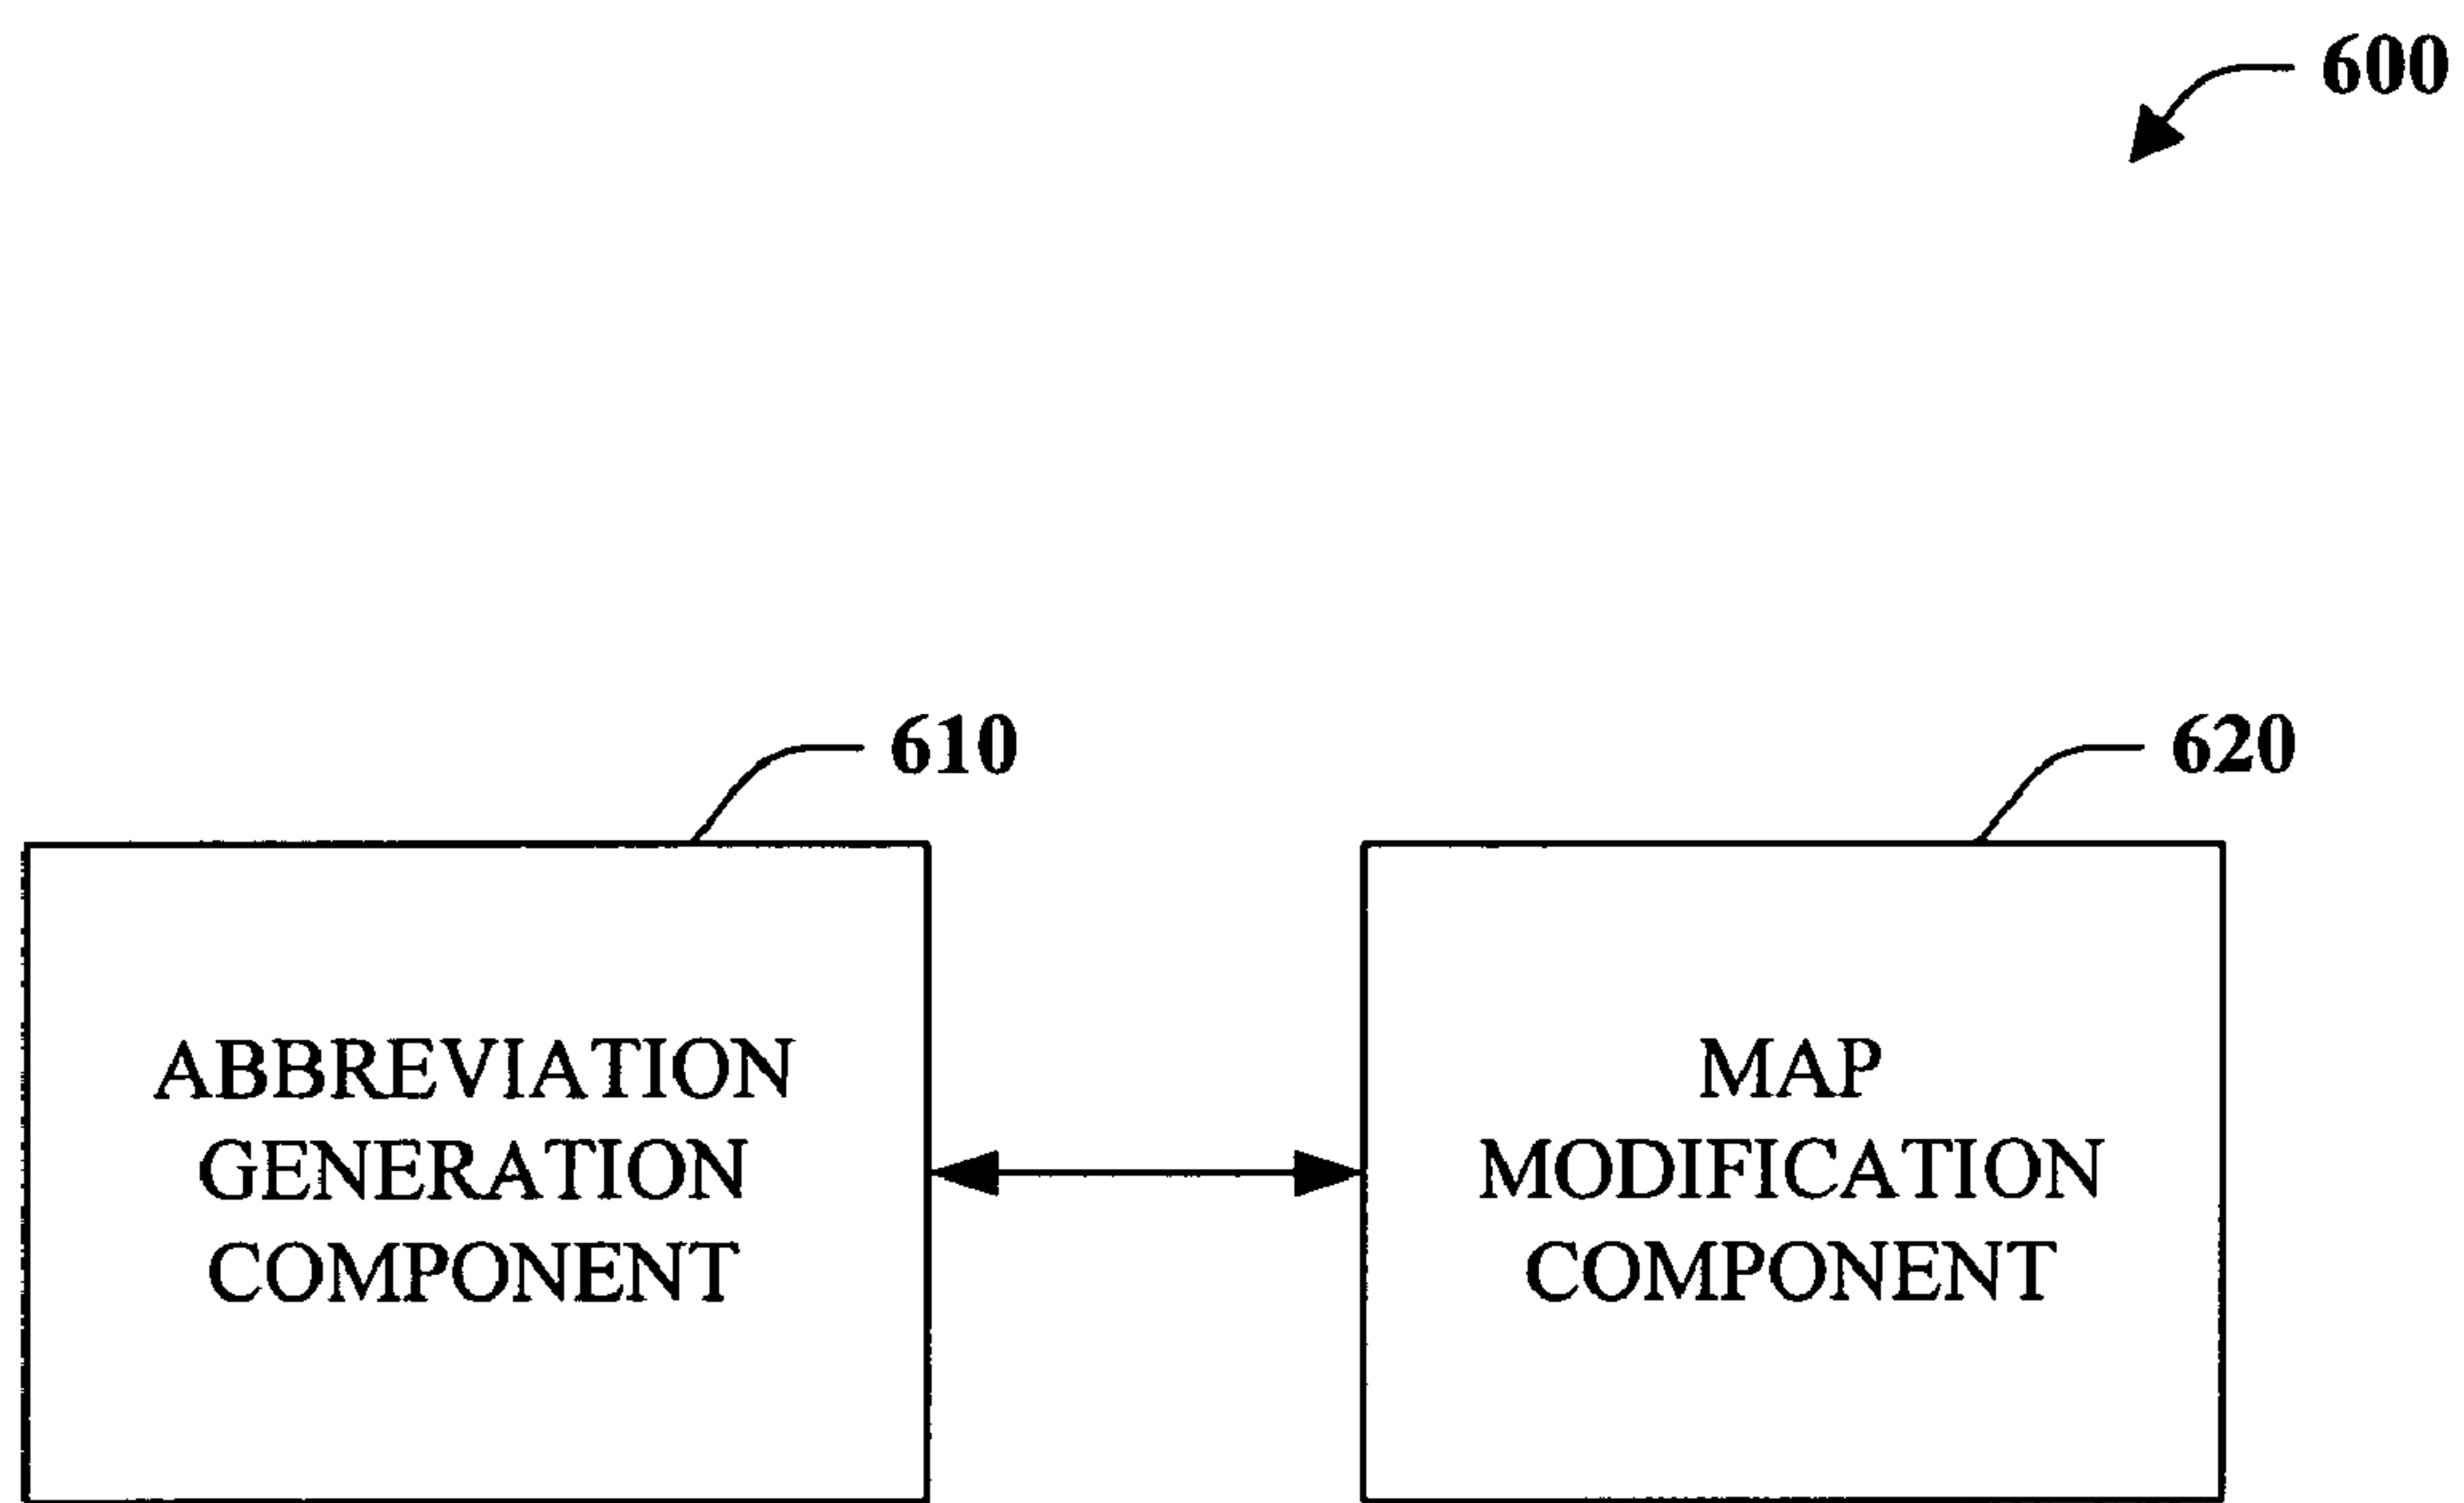 600
610
620
ABBREVIATION
GENERATION
COMPONENT
MAP
MODIFICATION
COMPONENT